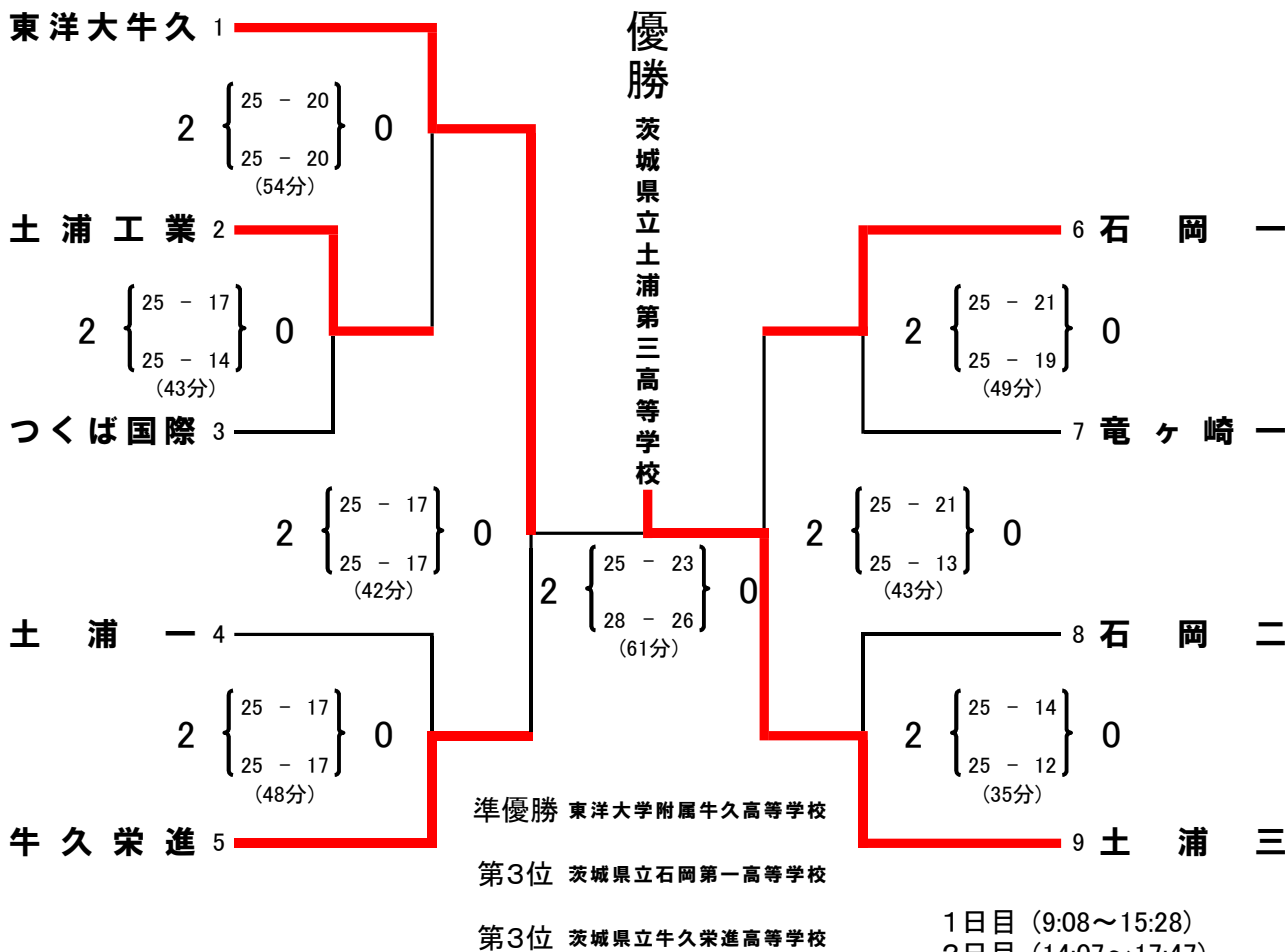 優勝
茨城県立土浦第三高等学校
東洋大牛久 1
25 - 20
2 0
25 - 20
(54分)
土浦工業 2
25 - 17
2 0
25 - 14
(43分)
つくば国際 3
25 - 17
2 0
25 - 17
(42分)
土浦一 4
25 - 17
2 0
25 - 17
(48分)
牛久栄進 5
25 - 23
2 0
28 - 26
(61分)
6 石岡一
25 - 21
2 0
25 - 19
(49分)
7 竜ヶ崎一
25 - 21
2 0
25 - 13
(43分)
8 石岡二
25 - 14
2 0
25 - 12
(35分)
9 土浦三
準優勝 東洋大学附属牛久高等学校
第3位 茨城県立石岡第一高等学校
第3位 茨城県立牛久栄進高等学校
1日目 (9:08～15:28)